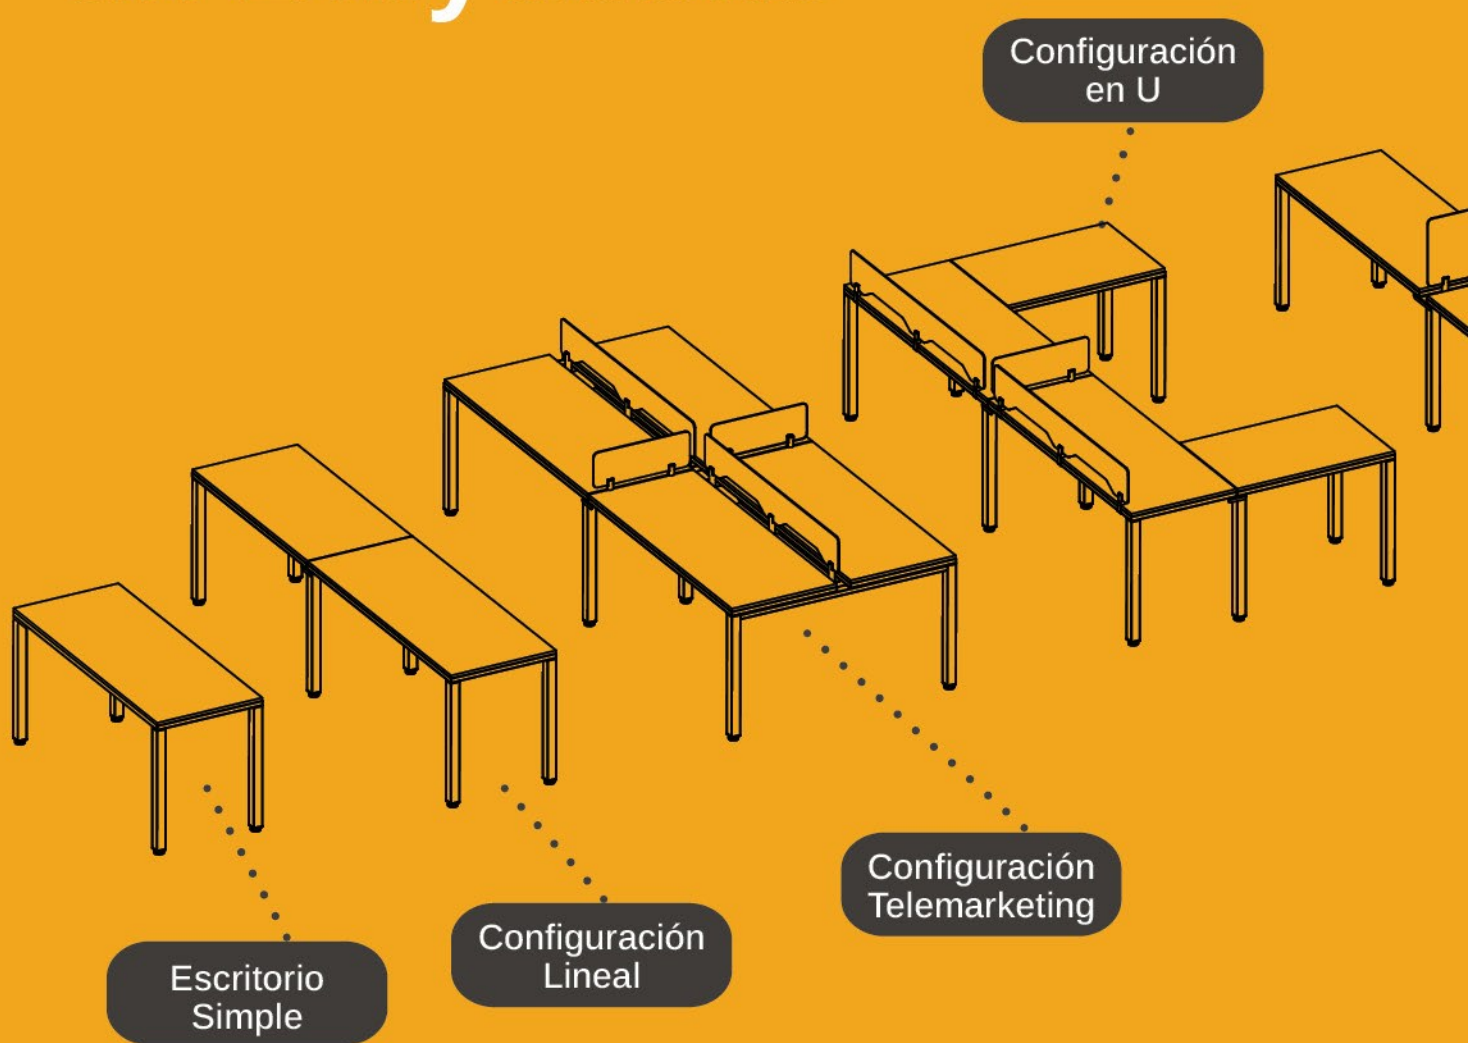 Configuración
en U
Configuración
Telemarketing
Configuración
Lineal
Escritorio
Simple